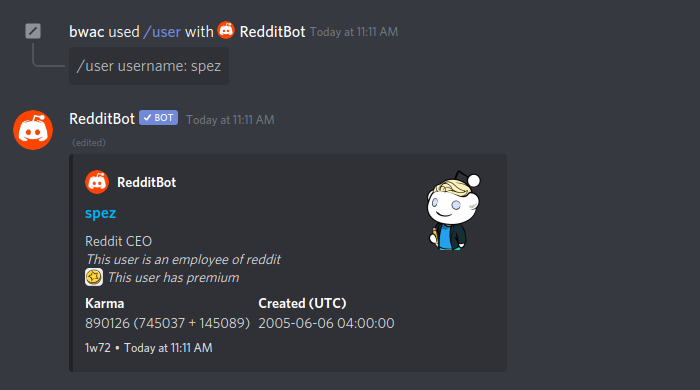 bwac used /user with RedditBot Today at 11:11 AM
/user username: spez
RedditBot ✓ BOT Today at 11:11 AM
(edited)
RedditBot
spez
Reddit CEO
This user is an employee of reddit
This user has premium
Karma Created (UTC)
890126 (745037 + 145089) 2005-06-06 04:00:00
1w72 • Today at 11:11 AM